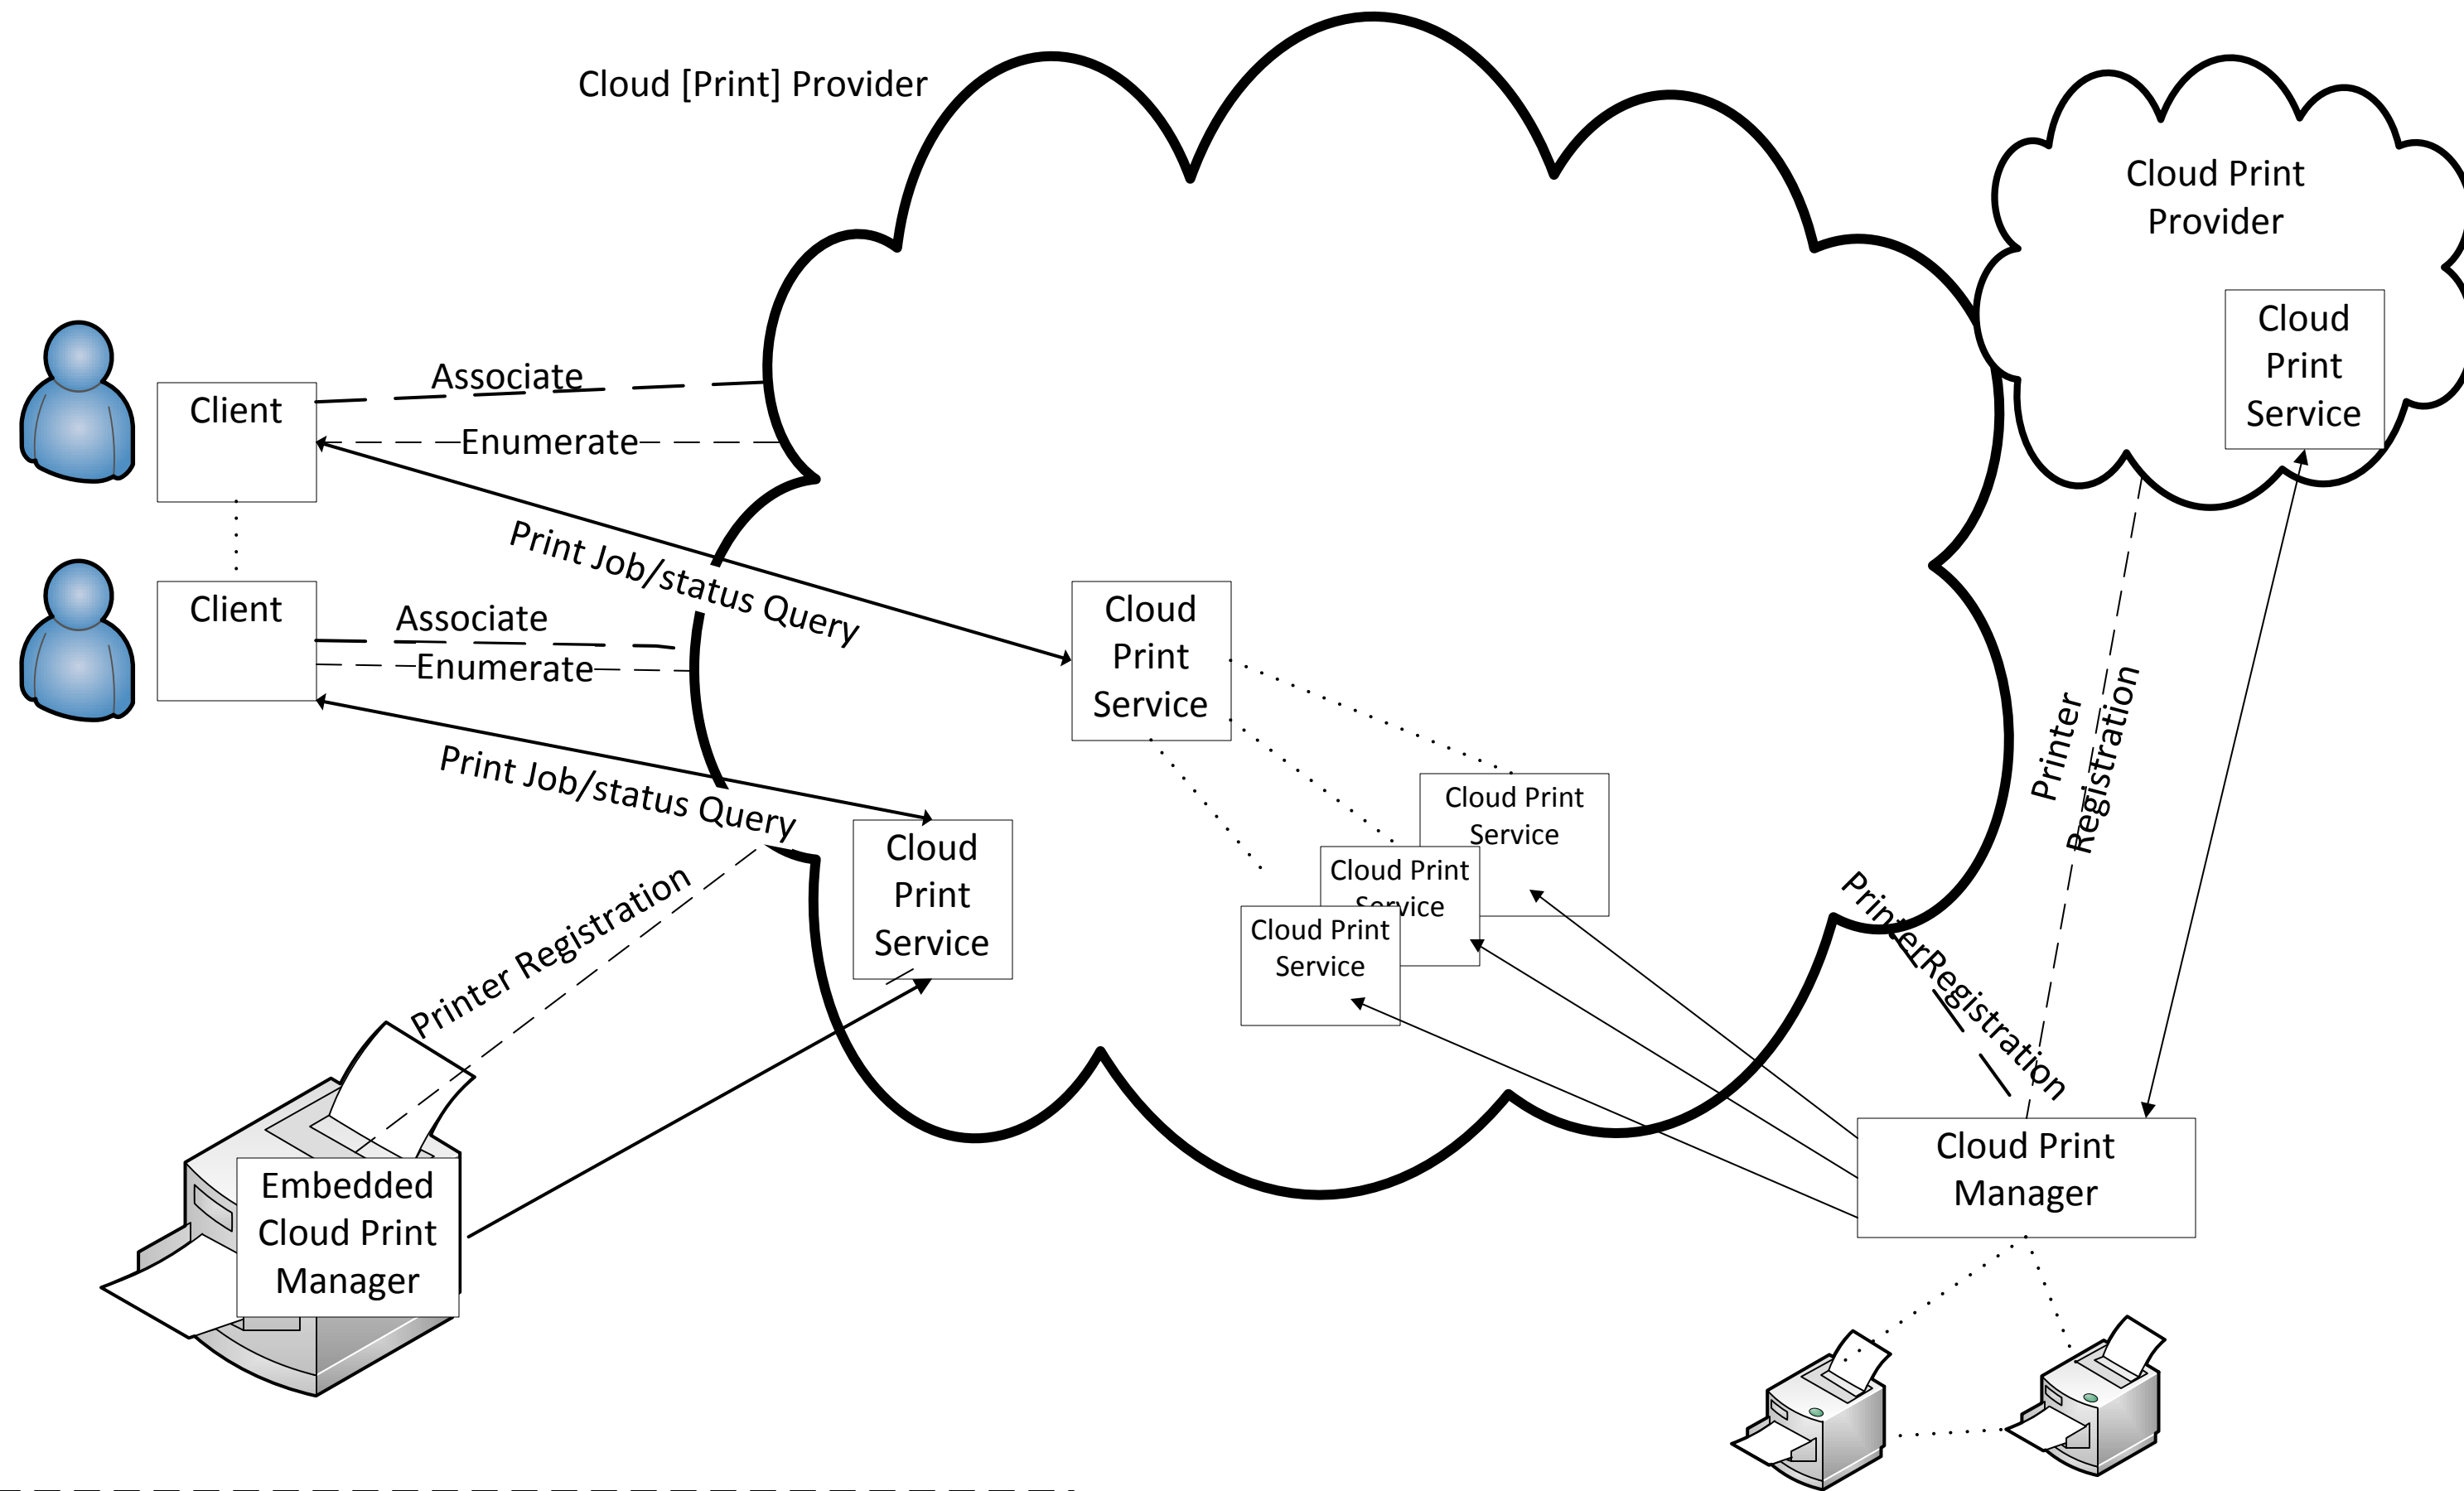 Cloud [Print] Provider
Cloud Print
Provider
Cloud
Print
Service
Associate
Client
Enumerate
Print Job/status Query
Client
Associate
Enumerate
Print Job/status Query
Cloud
Print
Service
Printer
Registration
Cloud Print
Service
Cloud Print
Service
Cloud Print
Service
Cloud
Print
Service
Printer Registration
PrinterRegistration
Cloud Print
Manager
Embedded
Cloud Print
Manager